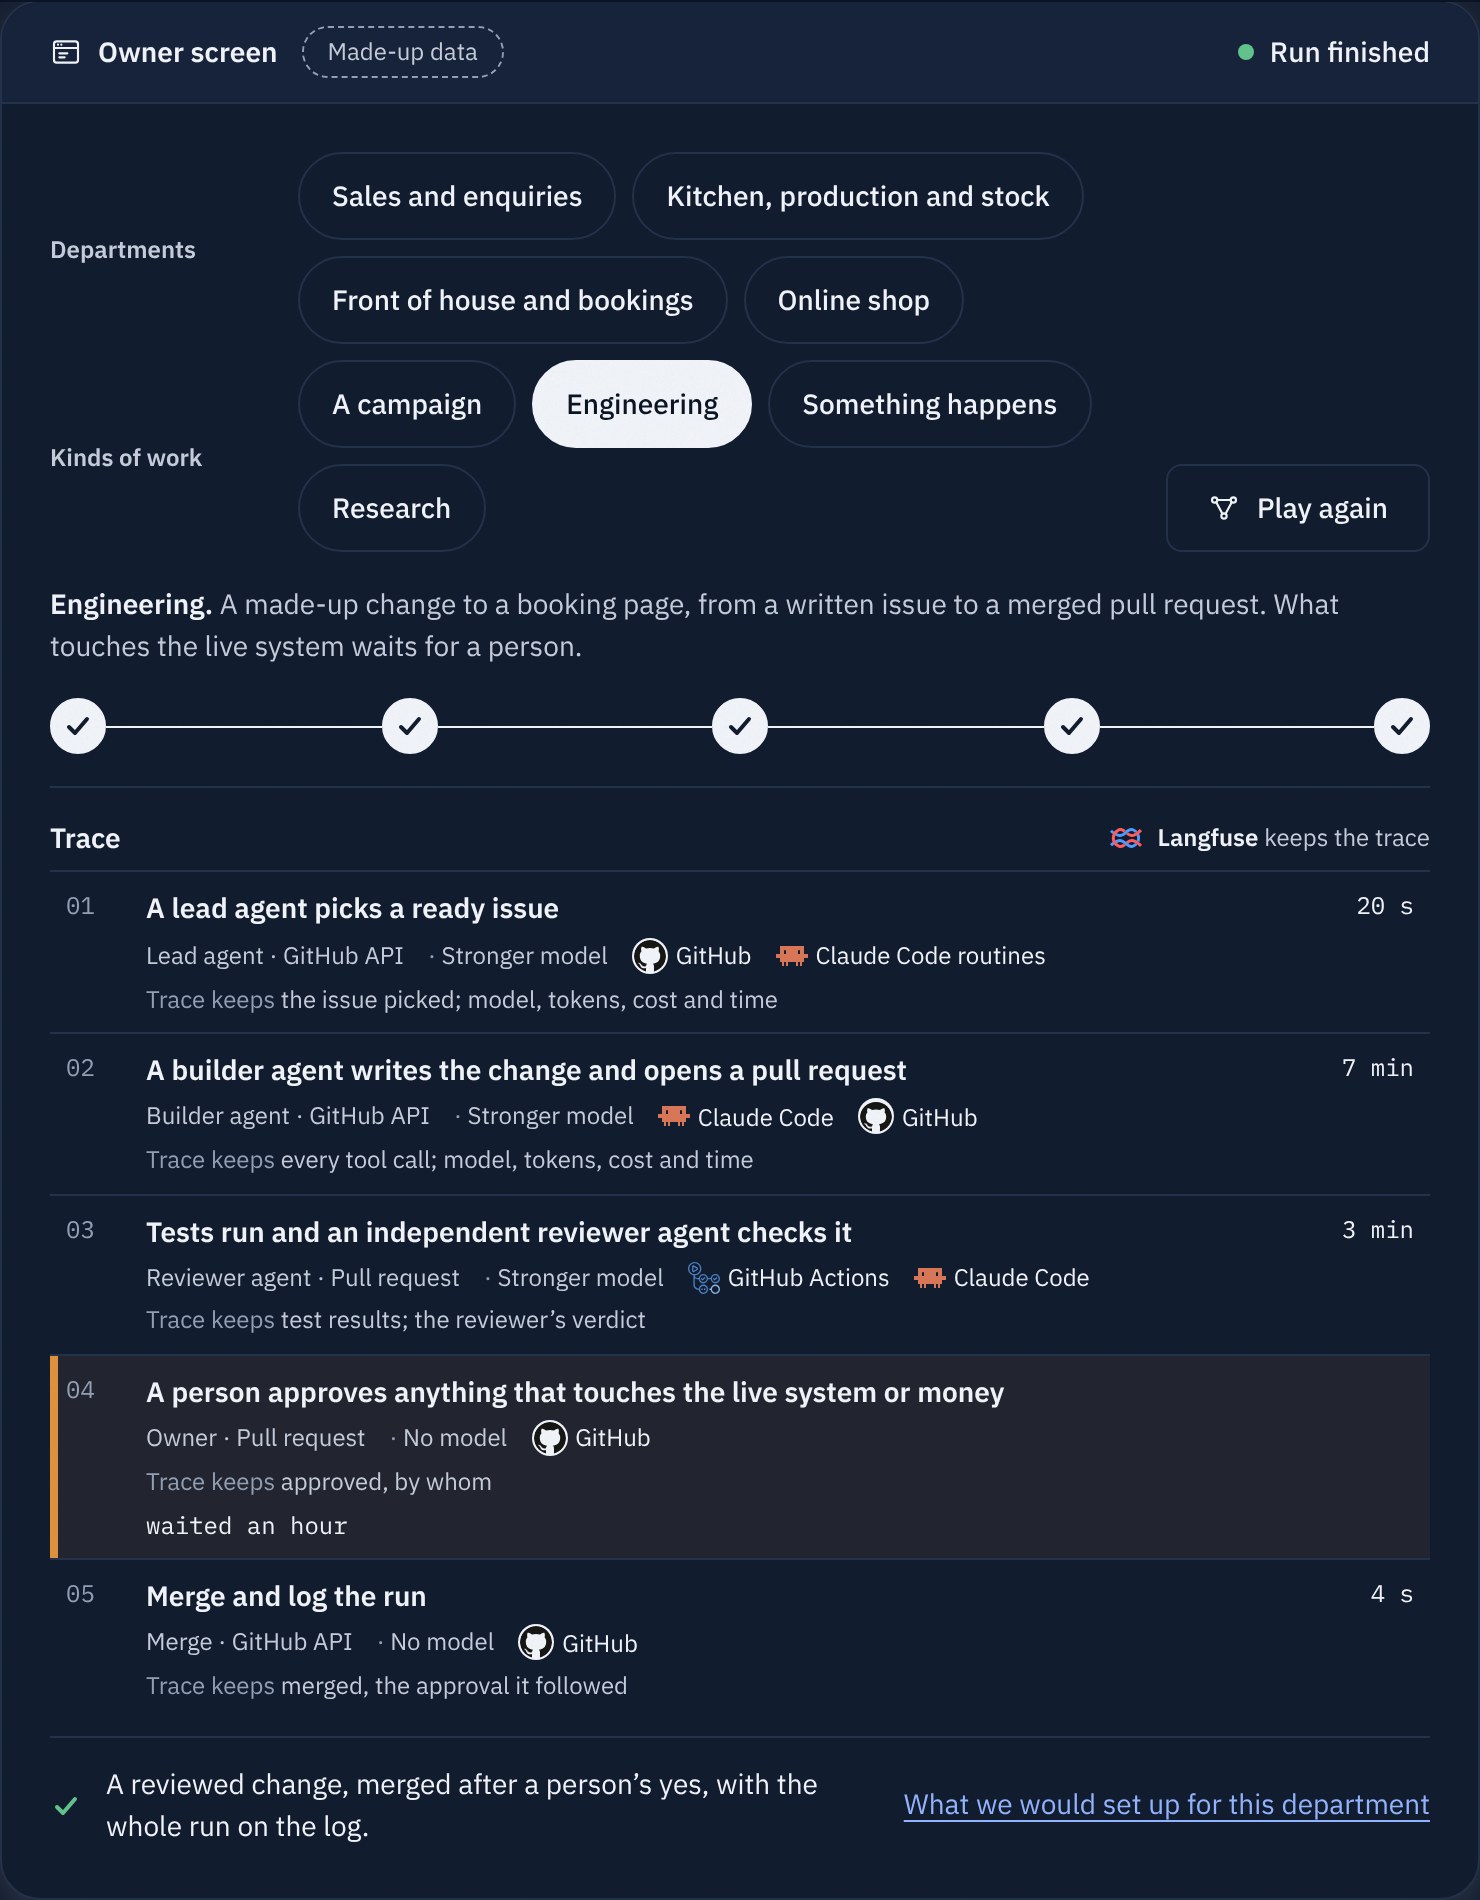 Owner screen
Made-up data
Run finished
Departments
Sales and enquiries
Kitchen, production and stock
Front of house and bookings
Online shop
Kinds of work
A campaign
Engineering
Something happens
Research
Play again
Engineering. A made-up change to a booking page, from a written issue to a merged pull request. What
touches the live system waits for a person.
Trace
Langfuse keeps the trace
01
A lead agent picks a ready issue
20 s
Lead agent · GitHub API · Stronger model GitHub Claude Code routines
Trace keeps the issue picked; model, tokens, cost and time
02
A builder agent writes the change and opens a pull request
7 min
Builder agent · GitHub API · Stronger model Claude Code GitHub
Trace keeps every tool call; model, tokens, cost and time
03
Tests run and an independent reviewer agent checks it
3 min
Reviewer agent · Pull request · Stronger model GitHub Actions Claude Code
Trace keeps test results; the reviewer’s verdict
04
A person approves anything that touches the live system or money
Owner · Pull request · No model GitHub
Trace keeps approved, by whom
waited an hour
05
Merge and log the run
4 s
Merge · GitHub API · No model GitHub
Trace keeps merged, the approval it followed
A reviewed change, merged after a person’s yes, with the
whole run on the log.
What we would set up for this department